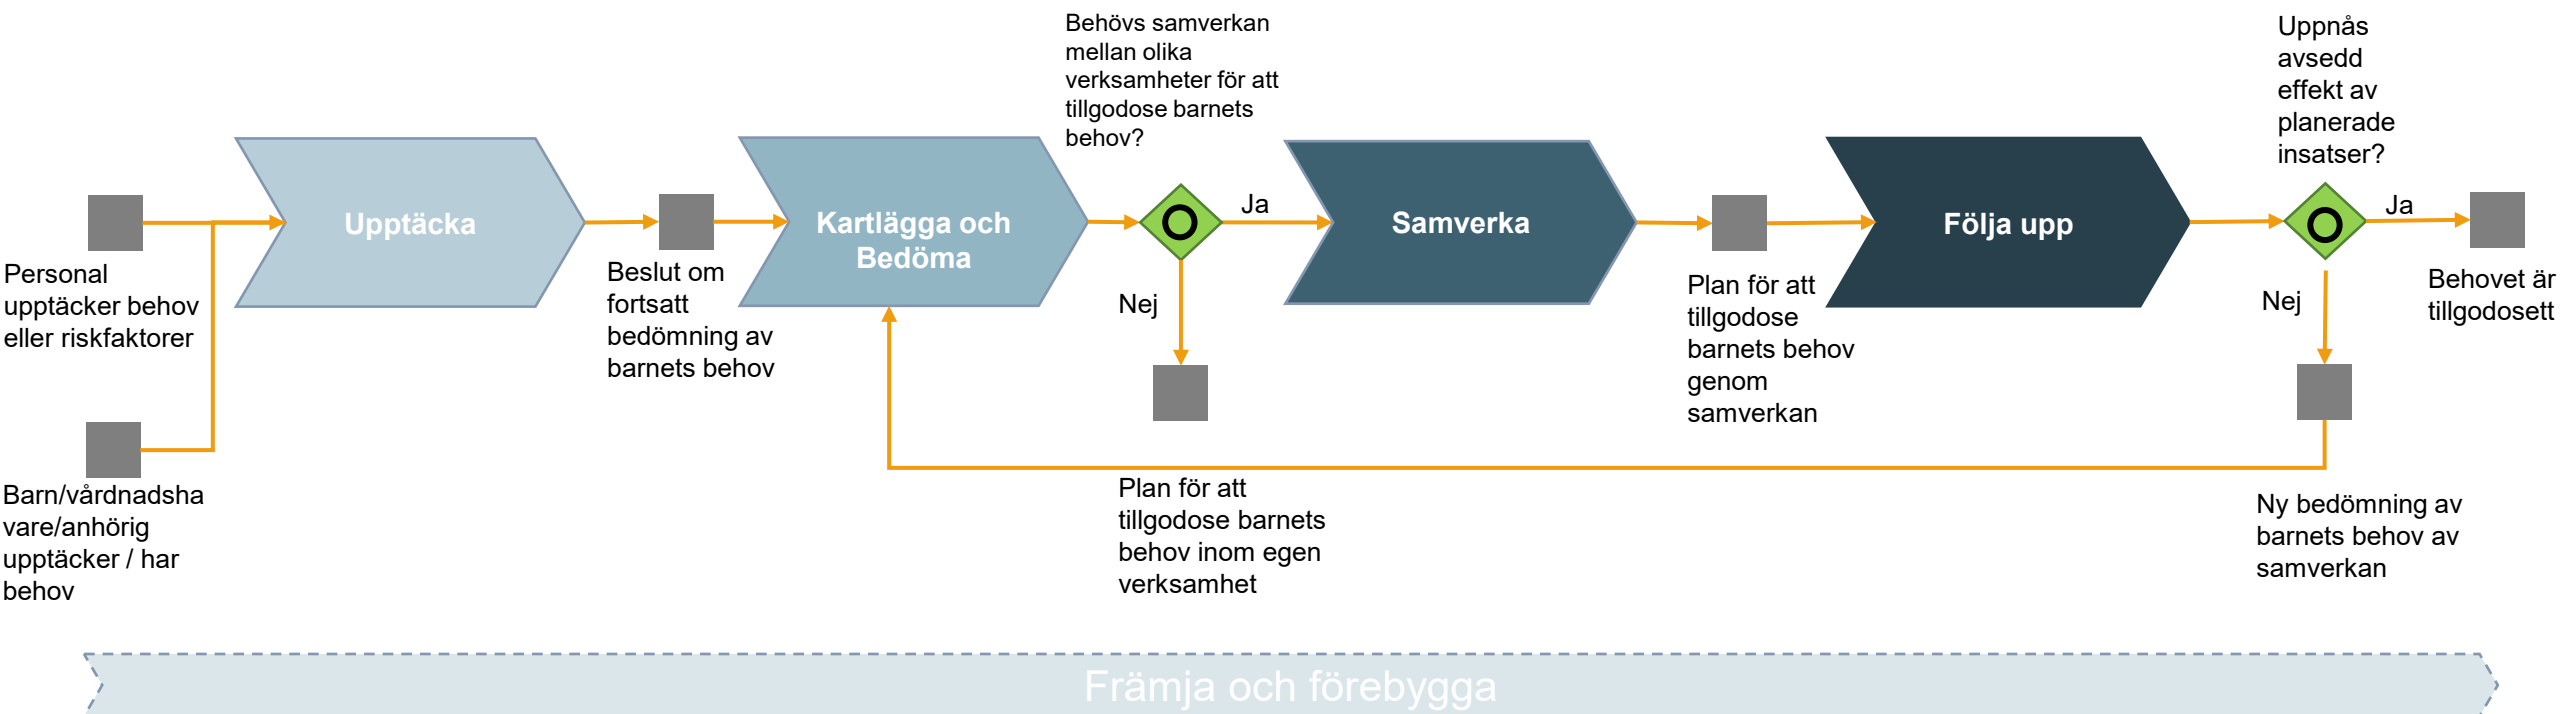 Behövs samverkan
mellan olika
verksamheter för att
tillgodose barnets
behov?
Uppnås
avsedd
effekt av
planerade
insatser?
Upptäcka
Kartlägga och
Bedöma
Ja
Samverka
Följa upp
Ja
Personal
upptäcker behov
eller riskfaktorer
Beslut om
fortsatt
bedömning av
barnets behov
Nej
Plan för att
tillgodose
barnets behov
genom
samverkan
Nej
Behovet är
tillgodosett
Barn/vårdnadsha
vare/anhörig
upptäcker / har
behov
Plan för att
tillgodose barnets
behov inom egen
verksamhet
Ny bedömning av
barnets behov av
samverkan
Främja och förebygga